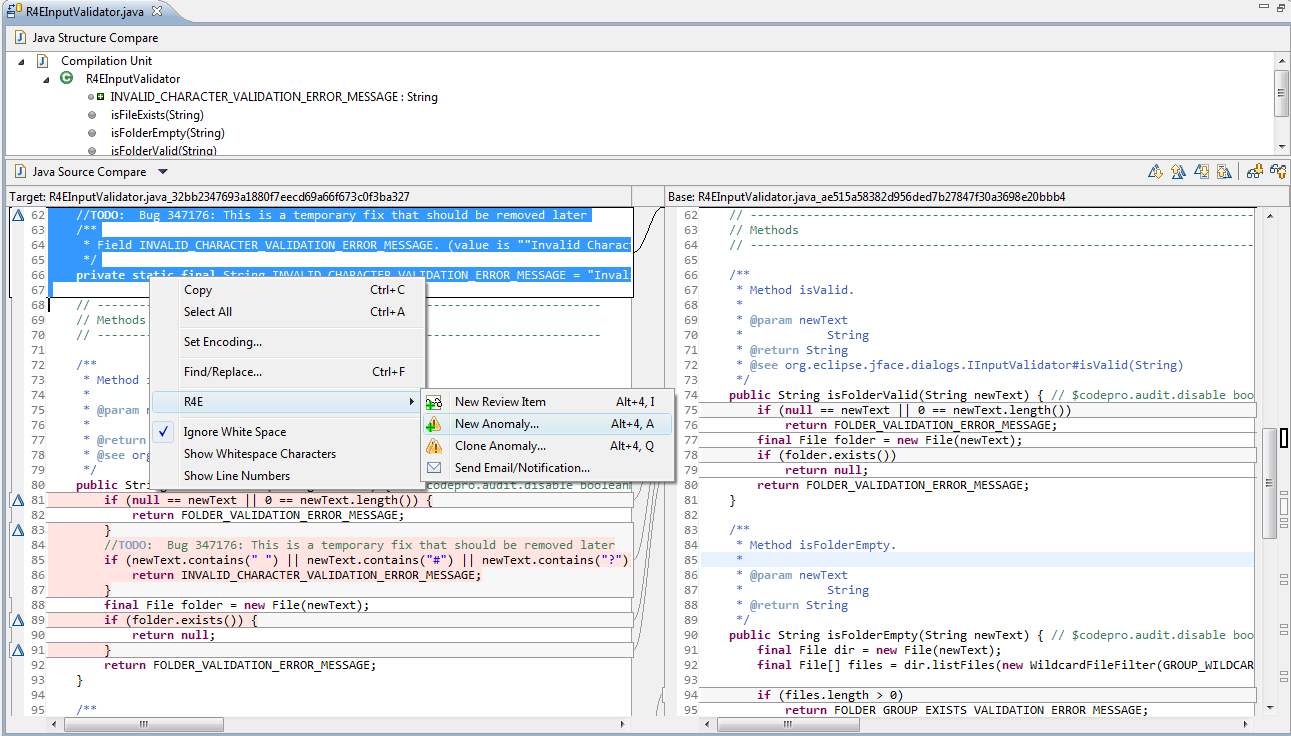 R4EInputValidator.java
Java Structure Compare
Compilation Unit
R4EInputValidator
INVALID_CHARACTER_VALIDATION_ERROR_MESSAGE : String
isFileExists(String)
isFolderEmpty(String)
isFolderValid(String)
Java Source Compare
Target: R4EInputValidator.java_32bb2347693a1880f7eecd69a66ff673c0f3ba327
62 //TODO:  Bug 347176: This is a temporary fix that should be removed later
63 /**
64 * Field INVALID_CHARACTER_VALIDATION_ERROR_MESSAGE. (value is ""Invalid Charac
65 */
66 private static final String INVALID_CHARACTER_VALIDATION_ERROR_MESSAGE = "Inval
67
68 // ------------------------------------------------------------------------
69 // Methods
70 // ------------------------------------------------------------------------
71
72 /**
73 * Method
74 *
75 * @param
76 *
77 * @return
78 * @see org
79 */
80 public String codepro.audit.disable boolean
81 if (null == newText || 0 == newText.length()) {
82 return FOLDER_VALIDATION_ERROR_MESSAGE;
83 }
84 //TODO:  Bug 347176: This is a temporary fix that should be removed later
85 if (newText.contains(" ") || newText.contains("#") || newText.contains("?")
86 return INVALID_CHARACTER_VALIDATION_ERROR_MESSAGE;
87 }
88 final File folder = new File(newText);
89 if (folder.exists()) {
90 return null;
91 }
92 return FOLDER_VALIDATION_ERROR_MESSAGE;
93 }
94
95 /**
Copy Ctrl+C
Select All Ctrl+A
Set Encoding...
Find/Replace... Ctrl+F
R4E
Ignore White Space
Show Whitespace Characters
Show Line Numbers
New Review Item Alt+4, I
New Anomaly... Alt+4, A
Clone Anomaly... Alt+4, Q
Send Email/Notification...
Base: R4EInputValidator.java_ae515a58382d956ded7b27847f30a3698e20bbb4
62 // ------------------------------------------------------------------------
63 // Methods
64 // ------------------------------------------------------------------------
65
66 /**
67 * Method isValid.
68 *
69 * @param newText
70 * String
71 * @return String
72 * @see org.eclipse.jface.dialogs.IInputValidator#isValid(String)
73 */
74 public String isFolderValid(String newText) { // $codepro.audit.disable boo
75 if (null == newText || 0 == newText.length())
76 return FOLDER_VALIDATION_ERROR_MESSAGE;
77 final File folder = new File(newText);
78 if (folder.exists())
79 return null;
80 return FOLDER_VALIDATION_ERROR_MESSAGE;
81 }
82
83 /**
84 * Method isFolderEmpty.
85 *
86 * @param newText
87 * String
88 * @return String
89 */
90 public String isFolderEmpty(String newText) { // $codepro.audit.disable boo
91 final File dir = new File(newText);
92 final File[] files = dir.listFiles(new WildcardFileFilter(GROUP_WILDCAR
93
94 if (files.length > 0)
95 return FOLDER_GROUP_EXISTS_VALIDATION_ERROR_MESSAGE;